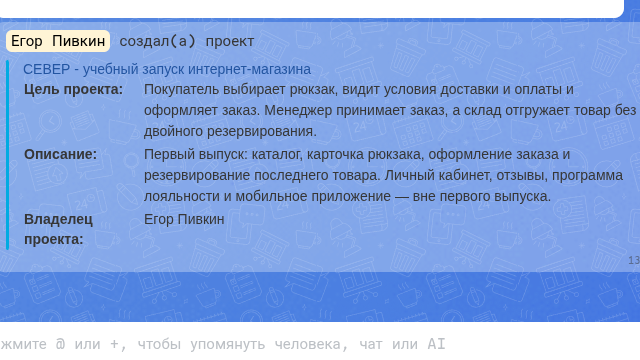 Егор Пивкин создал(а) проект
СЕВЕР - учебный запуск интернет-магазина
Цель проекта: Покупатель выбирает рюкзак, видит условия доставки и оплаты и
оформляет заказ. Менеджер принимает заказ, а склад отгружает товар без
двойного резервирования.
Описание: Первый выпуск: каталог, карточка рюкзака, оформление заказа и
резервирование последнего товара. Личный кабинет, отзывы, программа
лояльности и мобильное приложение — вне первого выпуска.
Владелец Егор Пивкин
проекта:
13
жмите @ или +, чтобы упомянуть человека, чат или AI